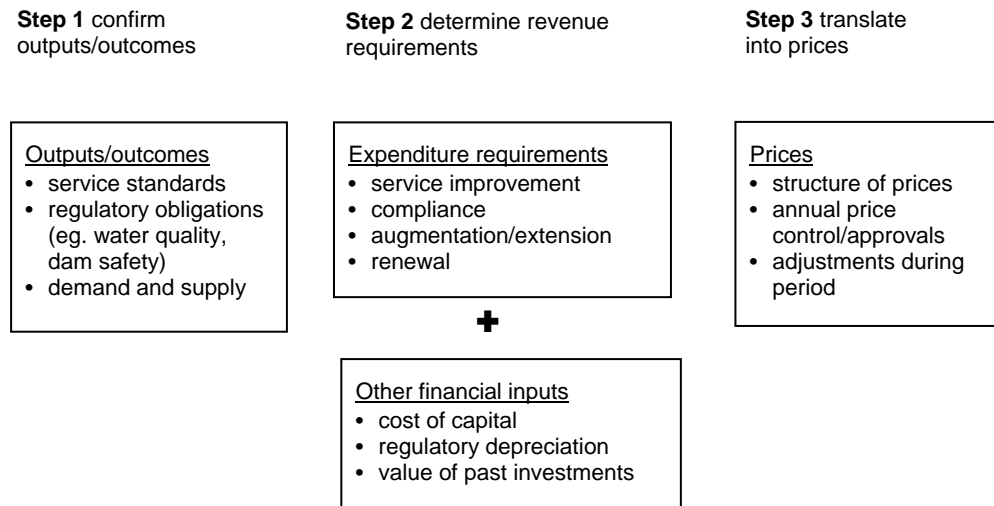 Step 1 confirm
outputs/outcomes
Step 2 determine revenue
requirements
Step 3 translate
into prices
Outputs/outcomes
• service standards
• regulatory obligations
(eg. water quality,
dam safety)
• demand and supply
Expenditure requirements
• service improvement
• compliance
• augmentation/extension
• renewal
+
Other financial inputs
• cost of capital
• regulatory depreciation
• value of past investments
Prices
• structure of prices
• annual price
control/approvals
• adjustments during
period